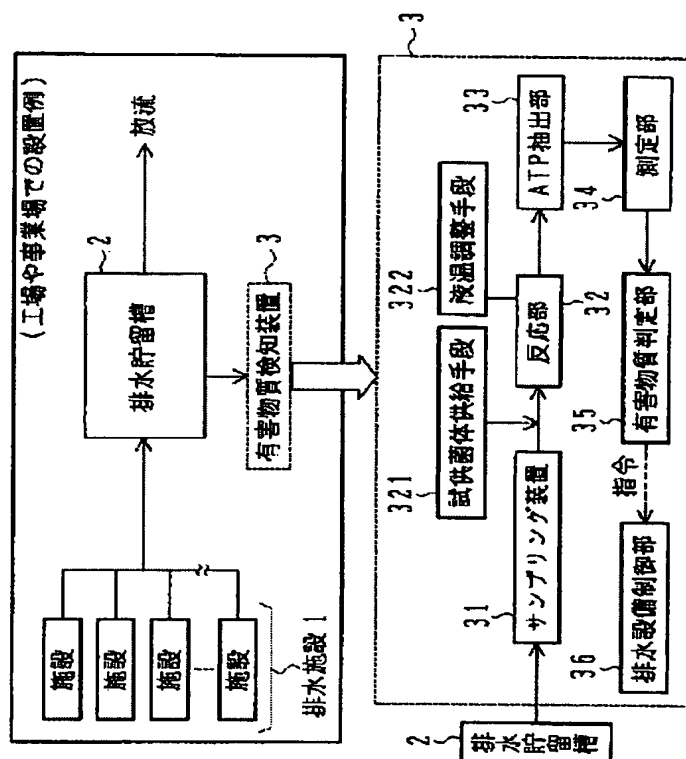 (工場や事業場での設置例)
施設
施設
施設
施設
排水施設1
2
排水貯留槽
放流
3
有害物質検知装置
3
2
排水貯留槽
31
サンプリング装置
321
試供菌体供給手段
322
液温調整手段
反応部
32
33
ATP抽出部
測定部
34
有害物質判定部
35
指令
排水設備制御部
36